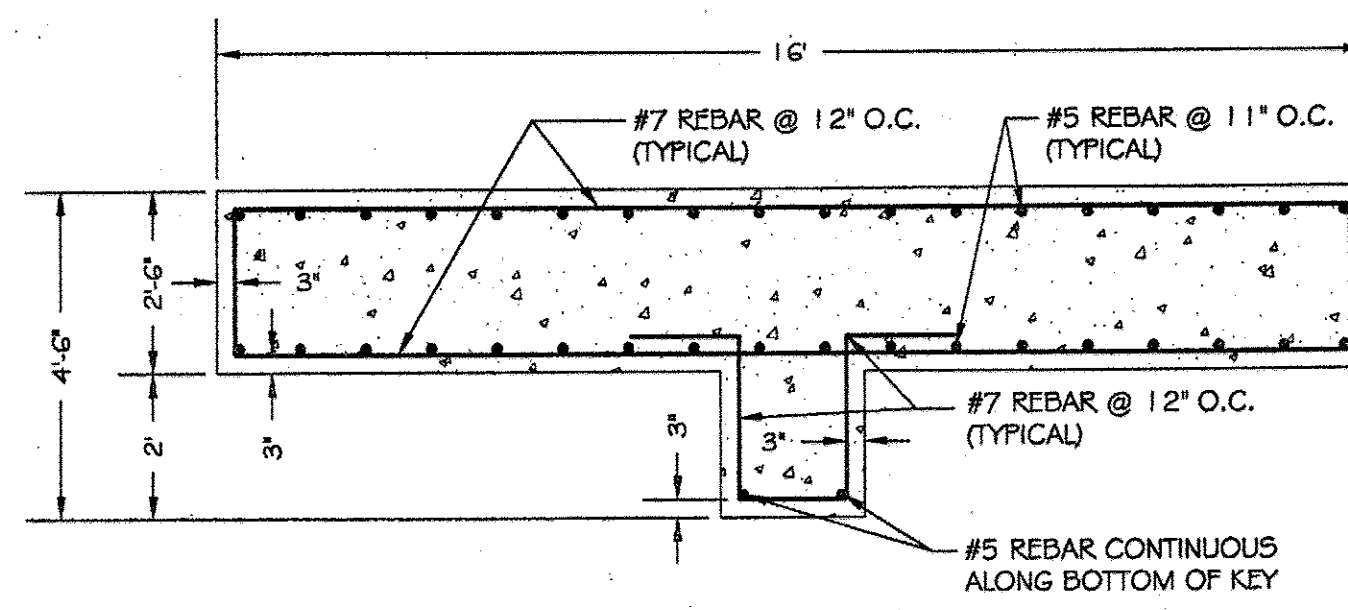 16'
#7 REBAR @ 12" O.C.
(TYPICAL)
#5 REBAR @ 11" O.C.
(TYPICAL)
3"
2'-6"
4'-6"
2'
3"
3"
3"
#7 REBAR @ 12" O.C.
(TYPICAL)
#5 REBAR CONTINUOUS
ALONG BOTTOM OF KEY